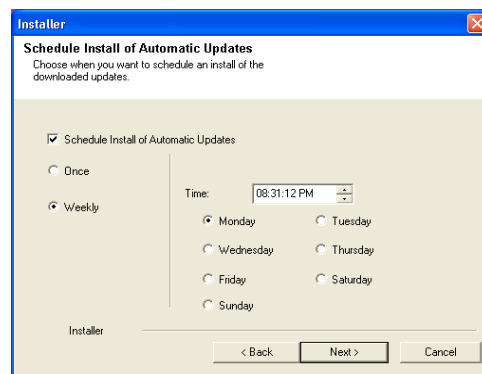 Installer
Schedule Install of Automatic Updates
Choose when you want to schedule an install of the
downloaded updates.
Schedule Install of Automatic Updates
Once
Weekly
Time: 08:31:12 PM
Monday Tuesday
Wednesday Thursday
Friday Saturday
Sunday
Installer
< Back Next > Cancel